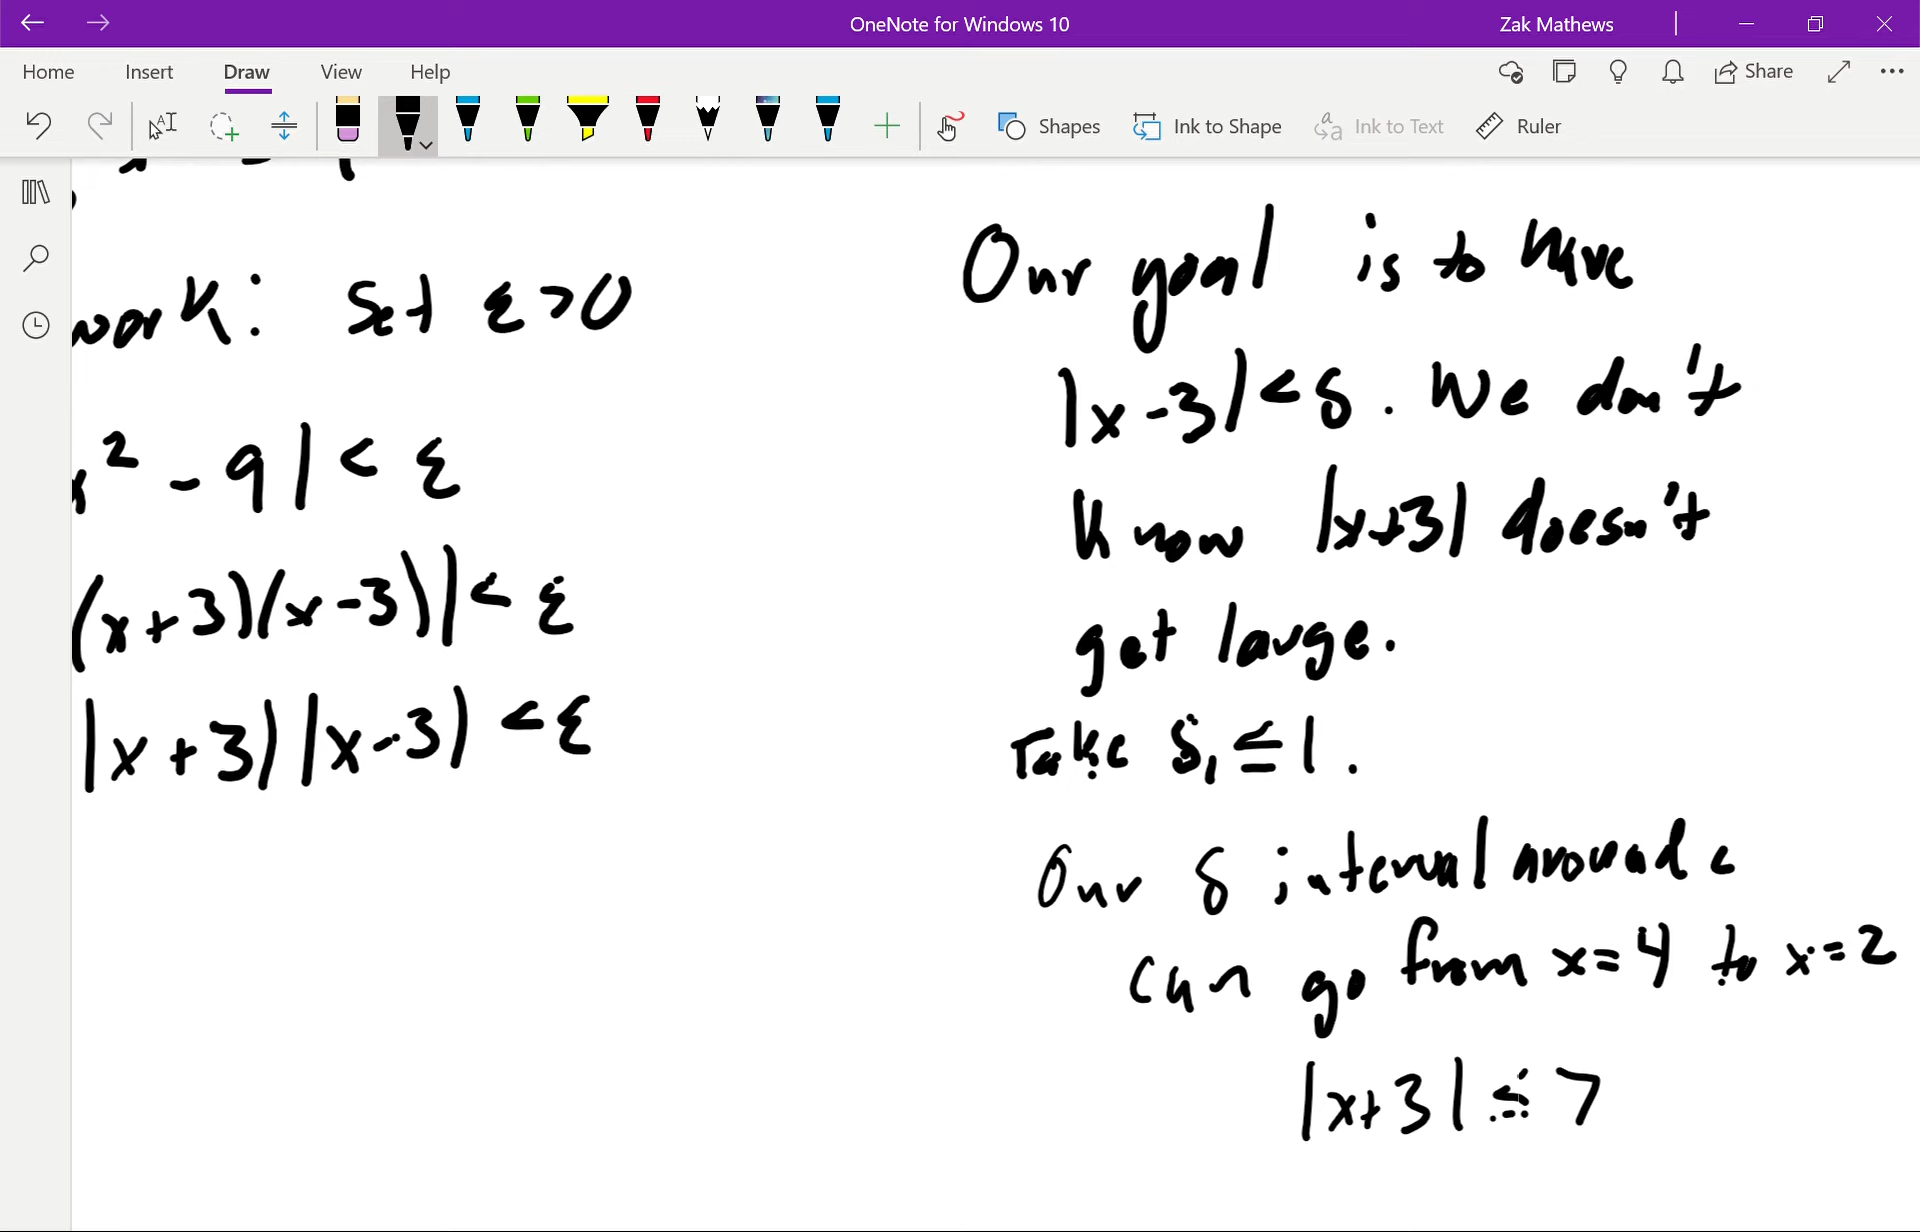 OneNote for Windows 10
Zak Mathews
Home Insert Draw View Help
Share
Shapes Ink to Shape Ink to Text Ruler
work: Set ε>0
x² - 9| < ε
(x+3)(x-3)| < ε
|x+3||x-3| < ε
Our goal is to have
|x-3| < δ. We don't
know |x+3| doesn't
get large.
Take δ₁ ≤ 1.
Our δ interval around c
can go from x=4 to x=2
|x+3| ≤ 7